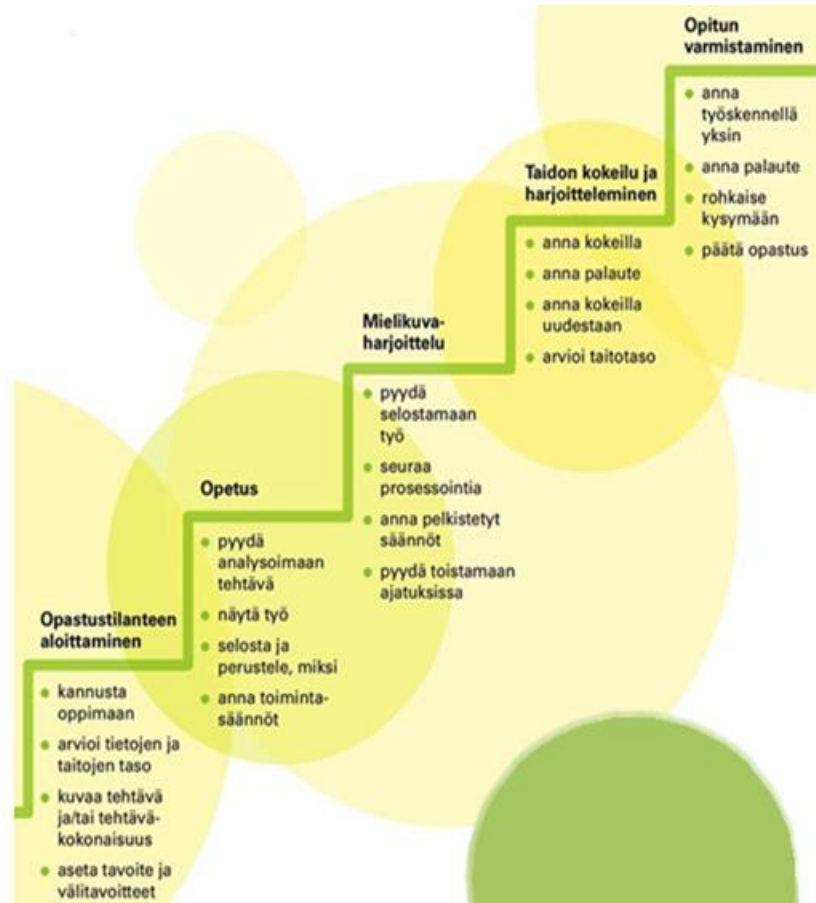 Opitun
varmistaminen
• anna
työskennellä
yksin
• anna palaute
• rohkaise
kysymään
• päätä opastus
Taidon kokeilu ja
harjoitteleminen
• anna kokeilla
• anna palaute
• anna kokeilla
uudestaan
• arvioi taitotaso
Mielikuva-
harjoittelu
• pyydä
selostamaan
työ
• seuraa
prosessointia
• anna pelkistetyt
säännöt
• pyydä toistamaan
ajatuksissa
Opetus
• pyydä
analysoimaan
tehtävä
• näytä työ
• selosta ja
perustele, miksi
• anna toiminta-
säännöt
Opastustilanteen
aloittaminen
• kannusta
oppimaan
• arvioi tietojen ja
taitojen taso
• kuvaa tehtävä
ja/tai tehtävä-
kokonaisuus
• aseta tavoite ja
välitavoitteet